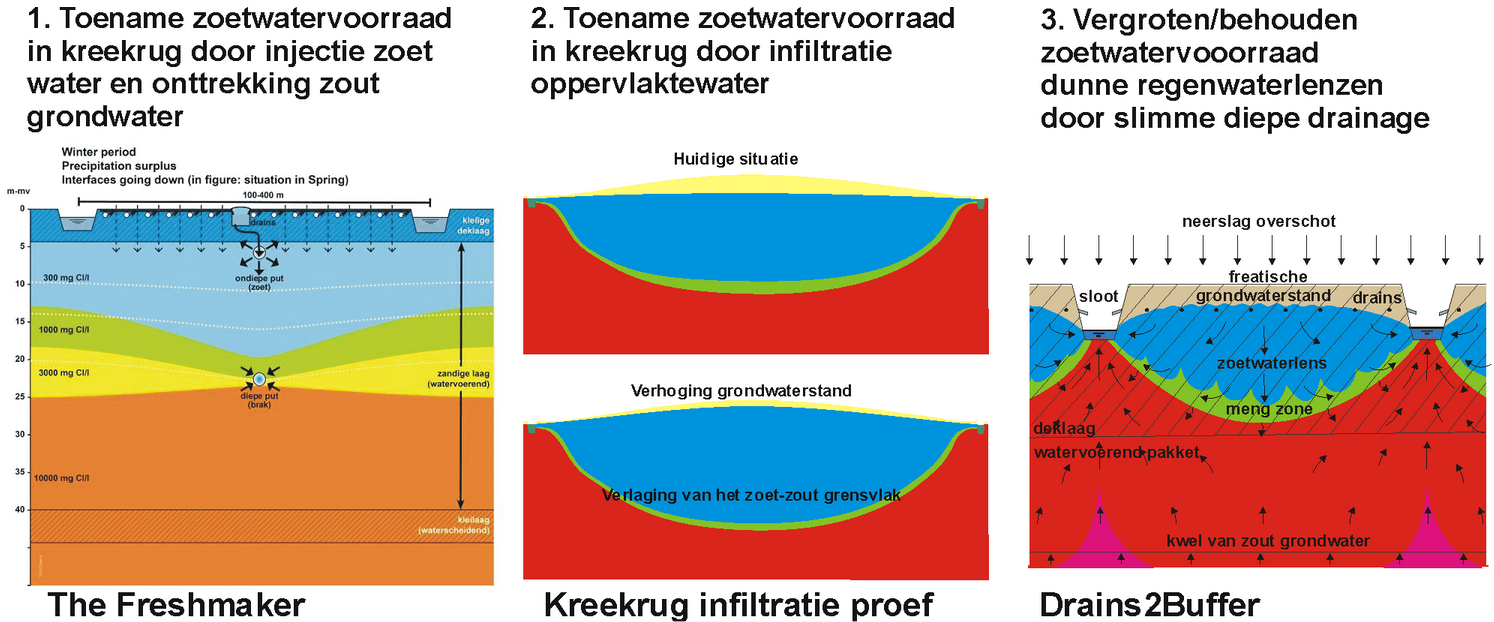 1. Toename zoetwatervoorraad
in kreekrug door injectie zoet
water en onttrekking zout
grondwater
Winter period
Precipitation surplus
Interfaces going down (in figure: situation in Spring)
100-400 m
m-mv
0
5
10
15
20
25
30
35
40
drains
kleiige
deklaag
ondiepe put
(zoet)
300 mg Cl/l
1000 mg Cl/l
3000 mg Cl/l
zandige laag
(watervoerend)
diepe put
(brak)
10000 mg Cl/l
kleilaag
(waterscheidend)
The Freshmaker
2. Toename zoetwatervoorraad
in kreekrug door infiltratie
oppervlaktewater
Huidige situatie
Verhoging grondwaterstand
Verlaging van het zoet-zout grensvlak
Kreekrug infiltratie proef
3. Vergroten/behouden
zoetwatervooorraad
dunne regenwaterlenzen
door slimme diepe drainage
neerslag overschot
freatische
sloot
grondwaterstand
drains
zoetwaterlens
meng zone
deklaag
watervoerend pakket
kwel van zout grondwater
Drains2Buffer